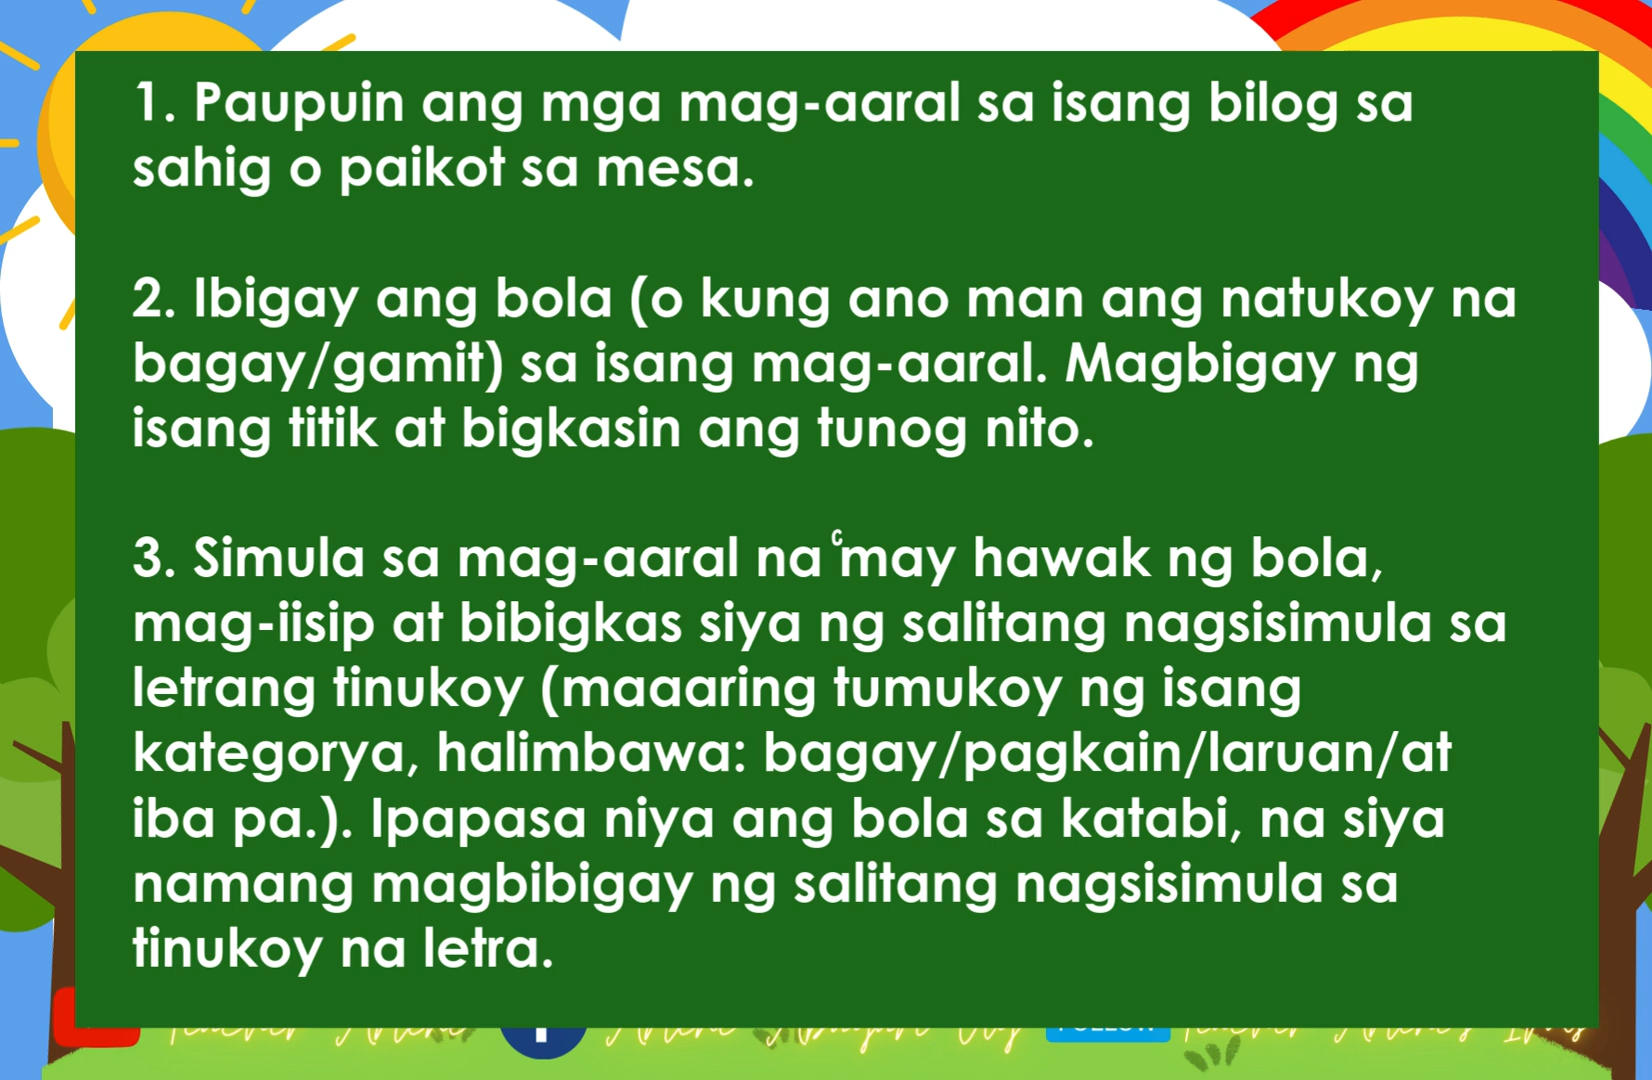 1. Paupuin ang mga mag-aaral sa isang bilog sa
sahig o paikot sa mesa.
2. Ibigay ang bola (o kung ano man ang natukoy na
bagay/gamit) sa isang mag-aaral. Magbigay ng
isang titik at bigkasin ang tunog nito.
3. Simula sa mag-aaral na may hawak ng bola,
mag-iisip at bibigkas siya ng salitang nagsisimula sa
letrang tinukoy (maaaring tumukoy ng isang
kategorya, halimbawa: bagay/pagkain/laruan/at
iba pa.). Ipapasa niya ang bola sa katabi, na siya
namang magbibigay ng salitang nagsisimula sa
tinukoy na letra.